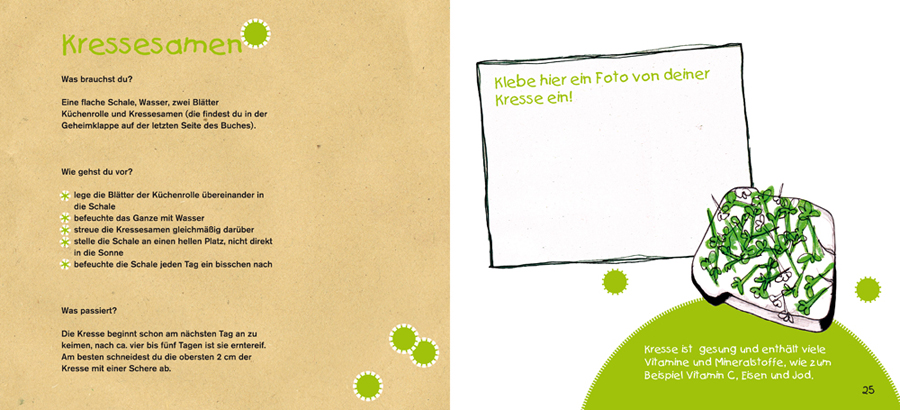 Kressesamen
Was brauchst du?
Eine flache Schale, Wasser, zwei Blätter
Küchenrolle und Kressesamen (die findest du in der
Geheimklappe auf der letzten Seite des Buches).
Wie gehst du vor?
lege die Blätter der Küchenrolle übereinander in
die Schale
befeuchte das Ganze mit Wasser
streue die Kressesamen gleichmäßig darüber
stelle die Schale an einen hellen Platz, nicht direkt
in die Sonne
befeuchte die Schale jeden Tag ein bisschen nach
Was passiert?
Die Kresse beginnt schon am nächsten Tag an zu
keimen, nach ca. vier bis fünf Tagen ist sie erntereif.
Am besten schneidest du die obersten 2 cm der
Kresse mit einer Schere ab.
Klebe hier ein Foto von deiner
Kresse ein!
Kresse ist gesung und enthält viele
Vitamine und Mineralstoffe, wie zum
Beispiel Vitamin C, Eisen und Jod.
25